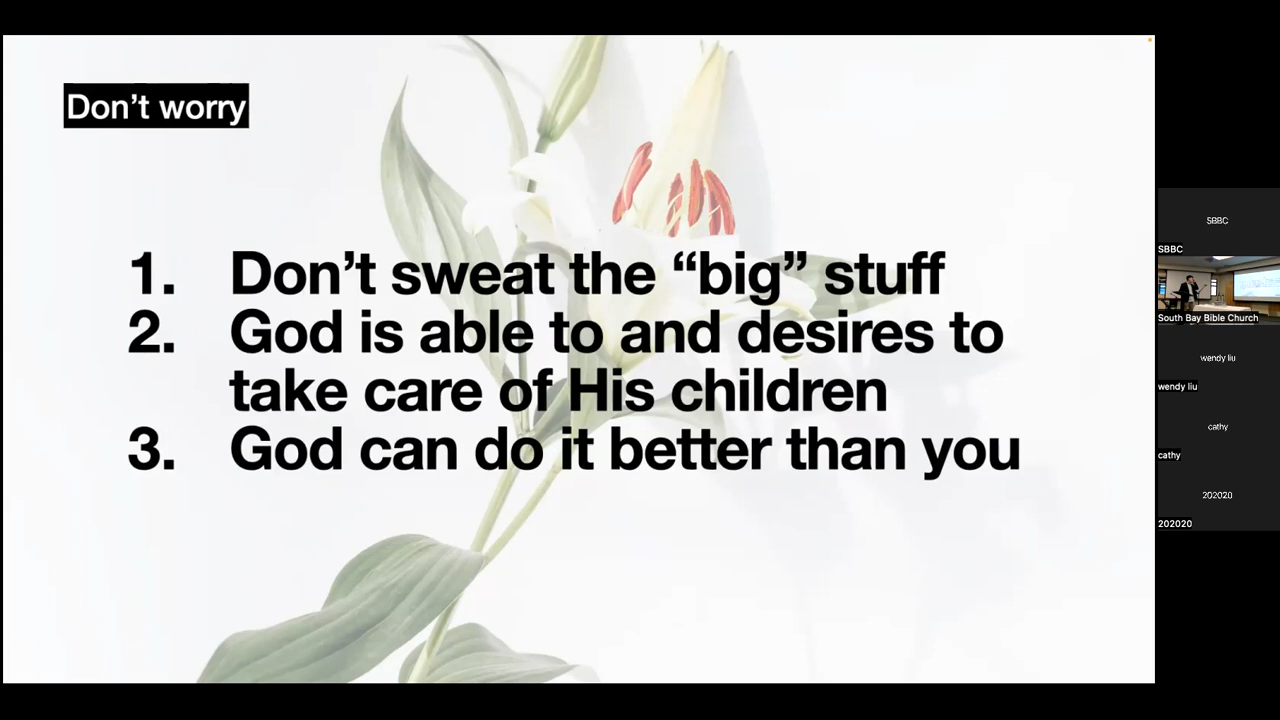 Don’t worry
1. Don’t sweat the “big” stuff
2. God is able to and desires to
take care of His children
3. God can do it better than you
SBBC
SBBC
South Bay Bible Church
wendy liu
wendy liu
cathy
cathy
202020
202020